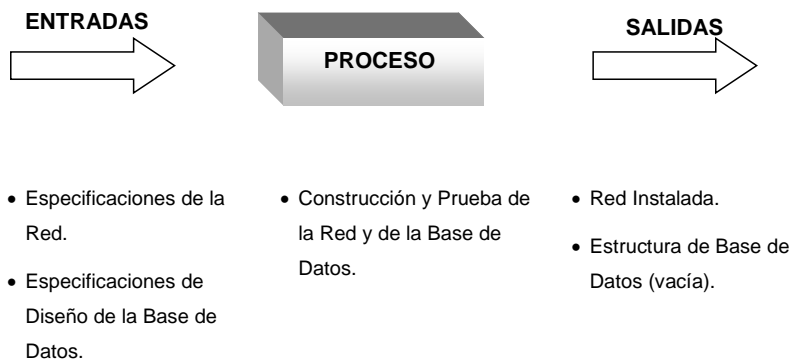 ENTRADAS
PROCESO
SALIDAS
• Especificaciones de la
Red.
• Especificaciones de
Diseño de la Base de
Datos.
• Construcción y Prueba de
la Red y de la Base de
Datos.
• Red Instalada.
• Estructura de Base de
Datos (vacía).